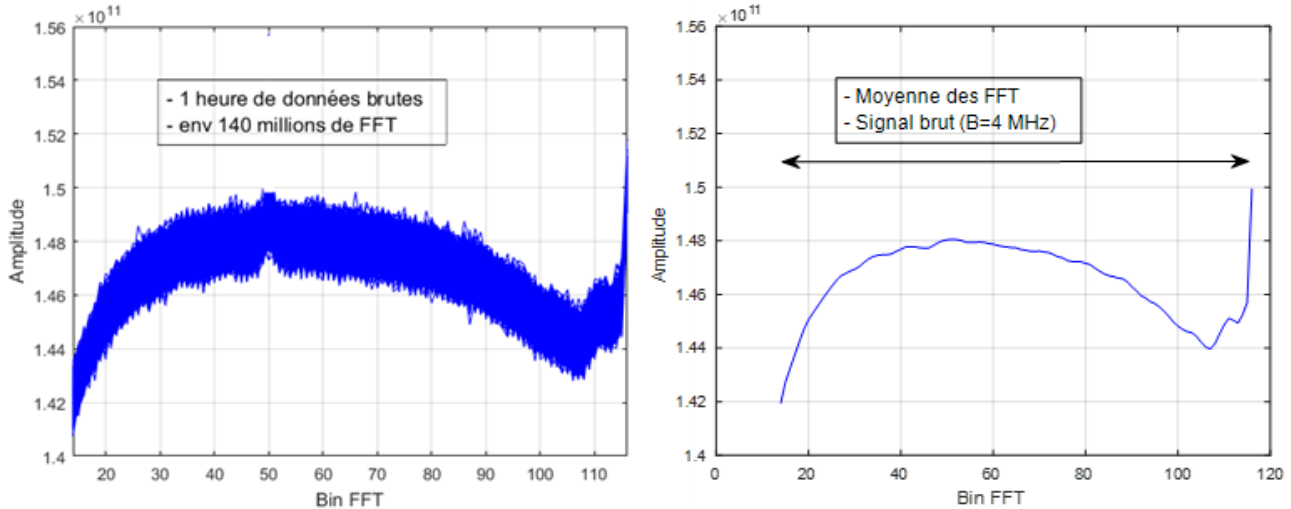 ×10 11
1.56
1.54
1.52
1.5
1.48
1.46
1.44
1.42
1.4
Amplitude
- 1 heure de données brutes
- env 140 millions de FFT
20 30 40 50 60 70 80 90 100 110
Bin FFT
×10 11
1.56
1.54
1.52
1.5
1.48
1.46
1.44
1.42
1.4
Amplitude
- Moyenne des FFT
- Signal brut (B=4 MHz)
0 20 40 60 80 100 120
Bin FFT